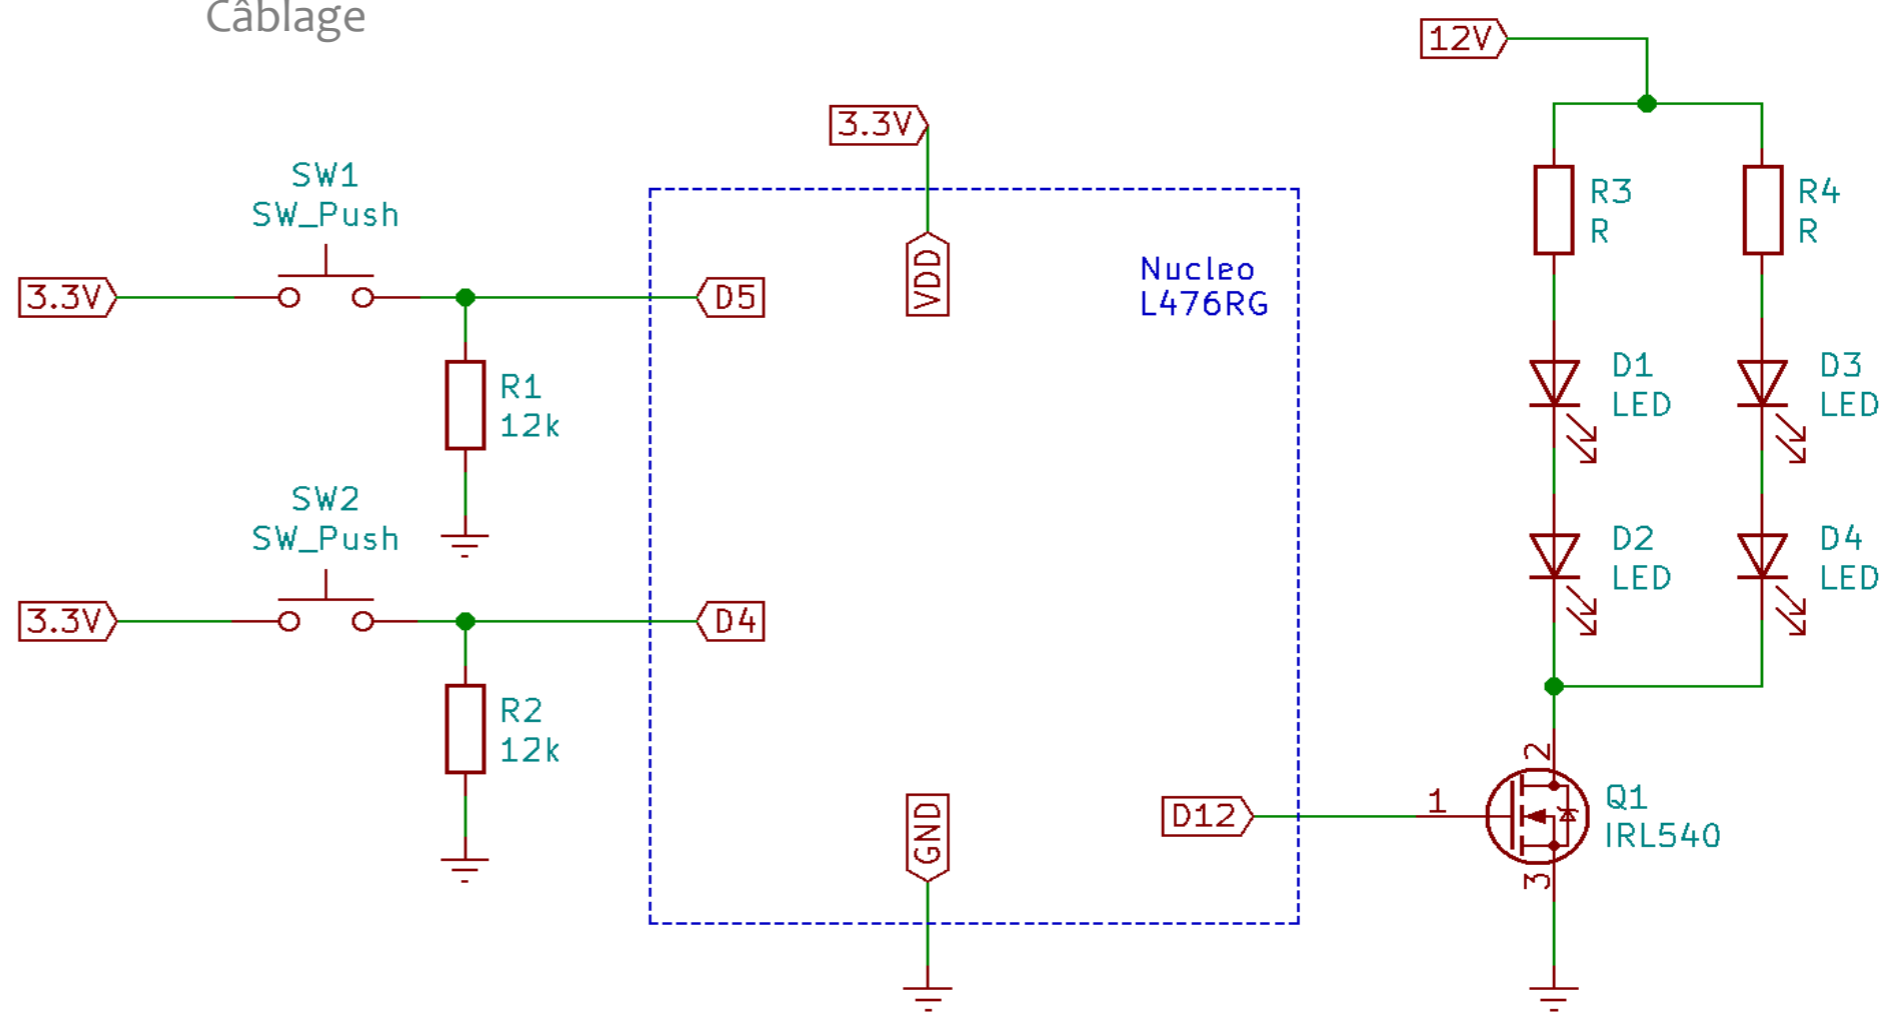 Câblage
12V
3.3V
SW1
SW_Push
3.3V
D5
VDD
Nucleo
L476RG
R1
12k
R3
R
R4
R
D1
LED
D3
LED
SW2
SW_Push
3.3V
D4
R2
12k
D2
LED
D4
LED
GND
D12
1
2
3
Q1
IRL540